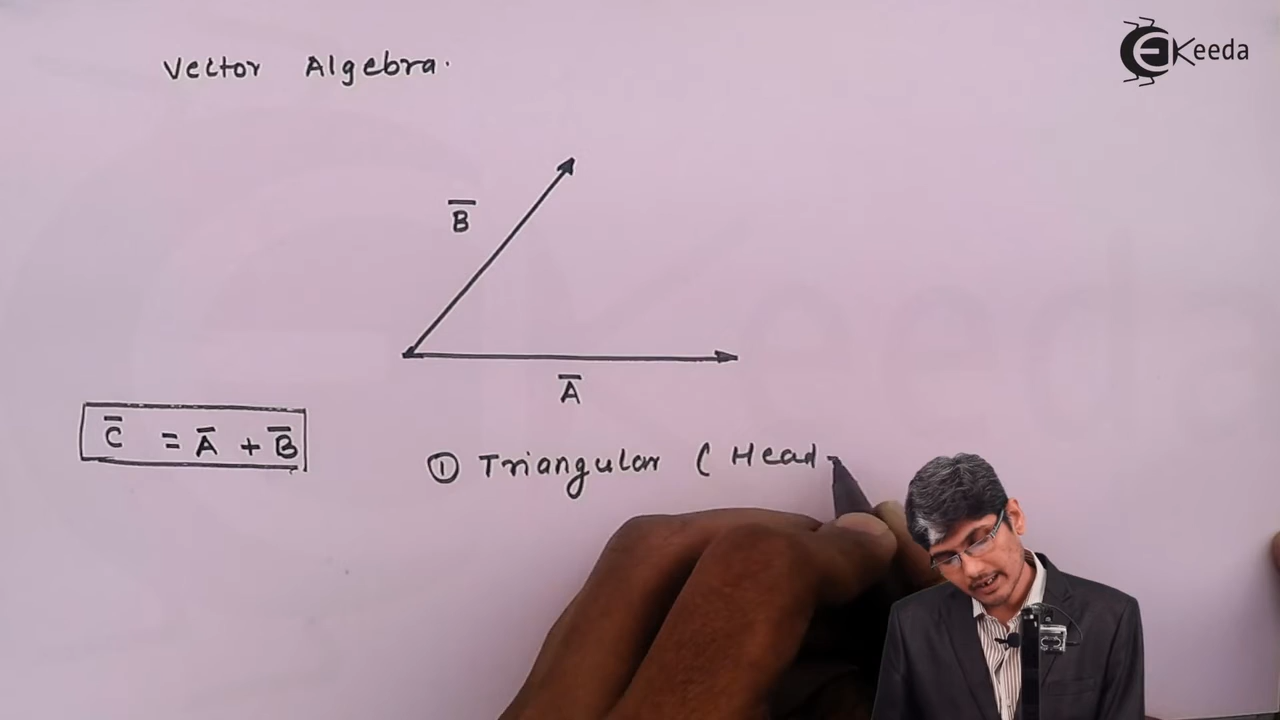 Vector Algebra.
EKeeda
B̅
A̅
C̅ = A̅ + B̅
① Triangular ( Head -